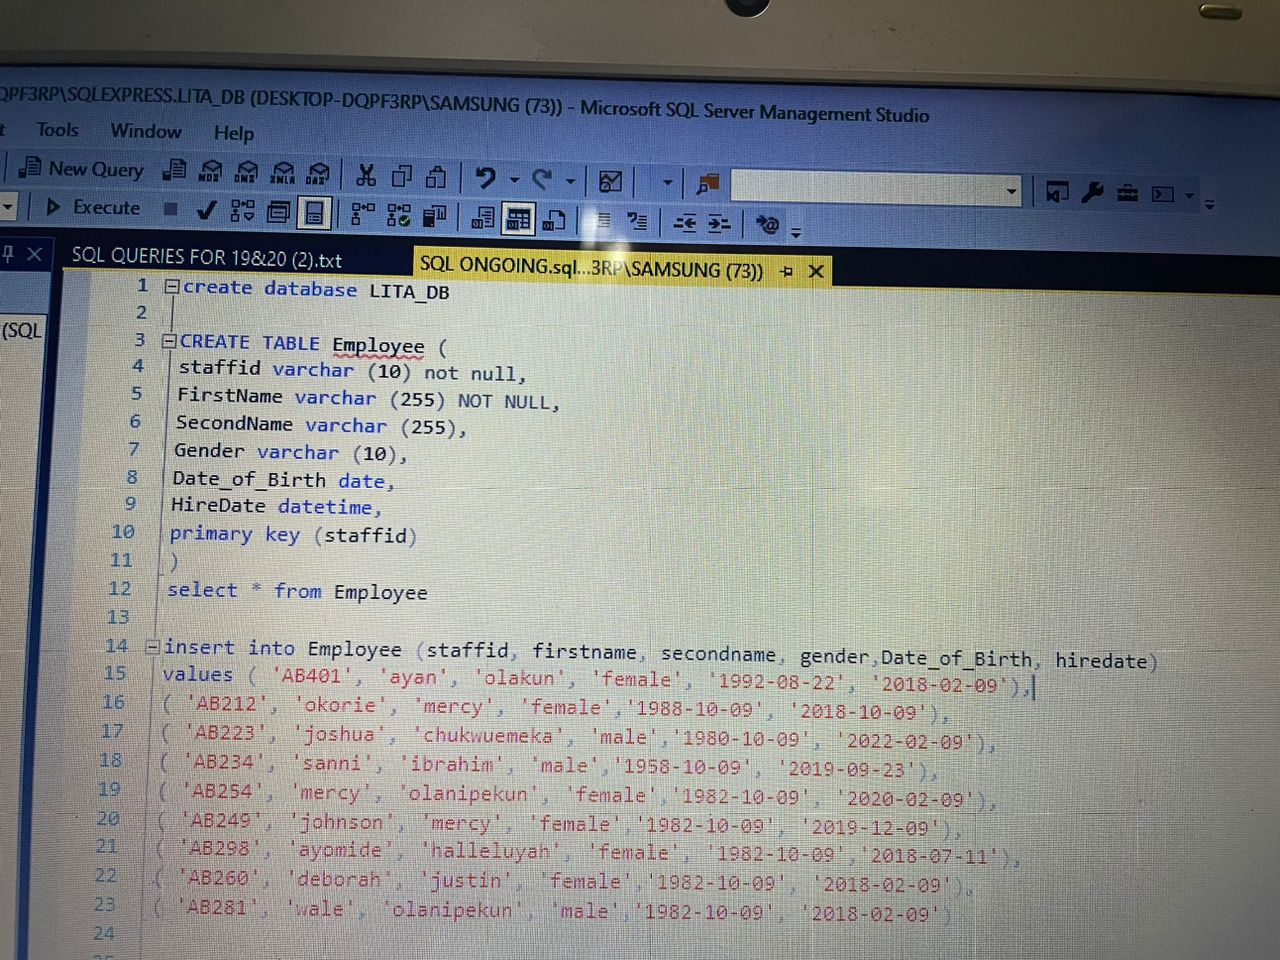 QPF3RP\SQLEXPRESS.LITA_DB (DESKTOP-DQPF3RP\SAMSUNG (73)) - Microsoft SQL Server Management Studio
t Tools Window Help
New Query MDX DMX XMLA DAX
Execute
SQL QUERIES FOR 19&20 (2).txt SQL ONGOING.sql...3RP\SAMSUNG (73))
(SQL
1 create database LITA_DB
2
3 CREATE TABLE Employee (
4 staffid varchar (10) not null,
5 FirstName varchar (255) NOT NULL,
6 SecondName varchar (255),
7 Gender varchar (10),
8 Date_of_Birth date,
9 HireDate datetime,
10 primary key (staffid)
11 )
12 select * from Employee
13
14 insert into Employee (staffid, firstname, secondname, gender,Date_of_Birth, hiredate)
15 values ( 'AB401', 'ayan', 'olakun', 'female', '1992-08-22', '2018-02-09'),
16 ( 'AB212', 'okorie', 'mercy', 'female','1988-10-09', '2018-10-09'),
17 ( 'AB223', 'joshua', 'chukwuemeka', 'male','1980-10-09', '2022-02-09'),
18 ( 'AB234', 'sanni', 'ibrahim', 'male','1958-10-09', '2019-09-23'),
19 ( 'AB254', 'mercy', 'olanipekun', 'female','1982-10-09', '2020-02-09'),
20 ( 'AB249', 'johnson', 'mercy', 'female','1982-10-09', '2019-12-09'),
21 ( 'AB298', 'ayomide', 'halleluyah', 'female', '1982-10-09','2018-07-11'),
22 ( 'AB260', 'deborah', 'justin', 'female','1982-10-09', '2018-02-09'),
23 ( 'AB281', 'wale', 'olanipekun', 'male','1982-10-09', '2018-02-09')
24